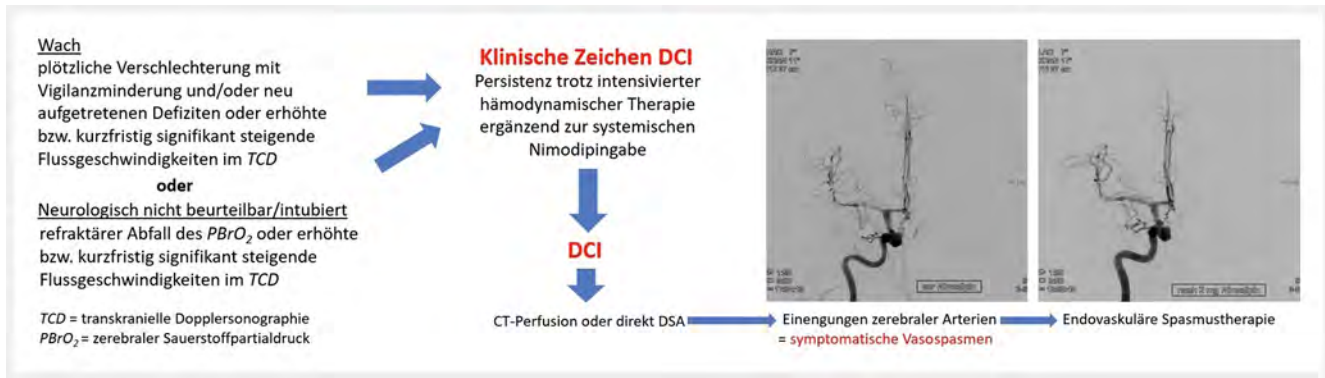 Wach
plötzliche Verschlechterung mit
Vigilanzminderung und/oder neu
aufgetretenen Defiziten oder erhöhte
bzw. kurzfristig signifikant steigende
Flussgeschwindigkeiten im TCD
oder
Neurologisch nicht beurteilbar/intubiert
refraktärer Abfall des PBrO₂ oder erhöhte
bzw. kurzfristig signifikant steigende
Flussgeschwindigkeiten im TCD
TCD = transkranielle Dopplersonographie
PBrO₂ = zerebraler Sauerstoffpartialdruck
Klinische Zeichen DCI
Persistenz trotz intensivierter
hämodynamischer Therapie
ergänzend zur systemischen
Nimodipingabe
DCI
CT-Perfusion oder direkt DSA
Einengungen zerebraler Arterien
= symptomatische Vasospasmen
Endovaskuläre Spasmustherapie